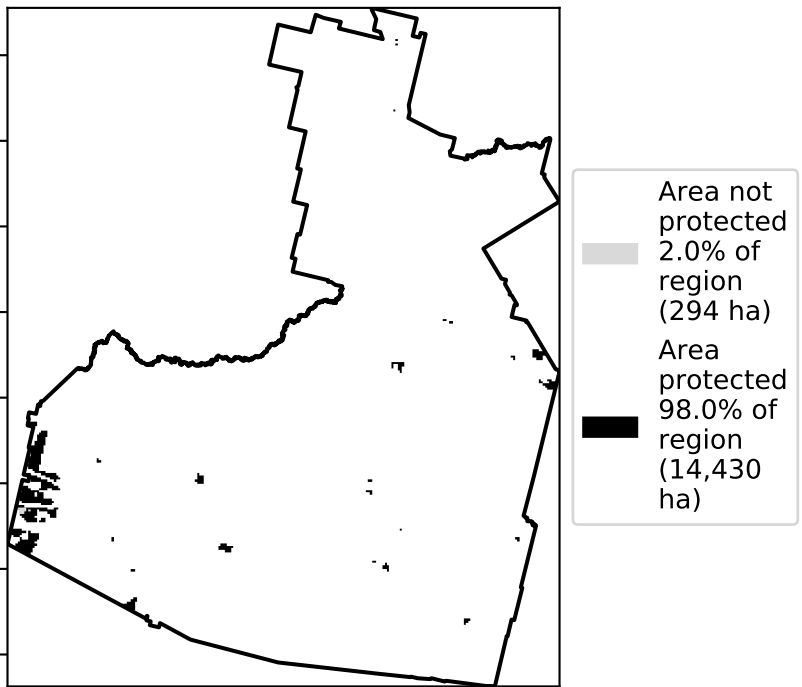 Area not
protected
2.0% of
region
(294 ha)
Area
protected
98.0% of
region
(14,430
ha)